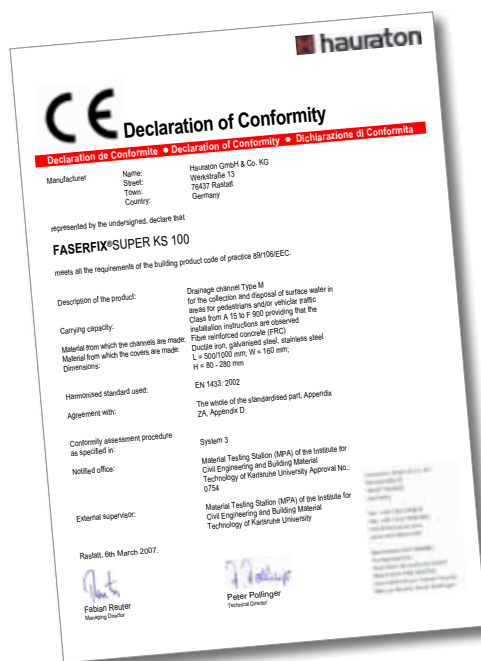 hauraton
CE Declaration of Conformity
Declaration de Conformite ● Declaration of Conformity ● Dichiarazione di Conformita
Manufacturer Name: Hauraton GmbH & Co. KG
Street: Werkstraße 13
Town: 76437 Rastatt
Country: Germany
represented by the undersigned, declare that
FASERFIX®SUPER KS 100
meets all the requirements of the building product code of practice 89/106/EEC.
Description of the product: Drainage channel Type M
for the collection and disposal of surface water in
areas for pedestrians and/or vehiclar traffic
Carrying capacity: Class from A 15 to F 900 providing that the
installation instructions are observed
Material from which the channels are made: Fibre reinforced concrete (FRC)
Material from which the covers are made: Ductile iron, galvanised steel, stainless steel
Dimensions: L = 500/1000 mm; W = 160 mm;
H = 80 - 280 mm
Harmonised standard used: EN 1433: 2002
Agreement with: The whole of the standardised part, Appendix
ZA, Appendix D
Conformity assessment procedure
as specified in: System 3
Notified office: Material Testing Station (MPA) of the Institute for
Civil Engineering and Building Material
Technology of Karlsruhe University Approval No.:
0754
External supervisor: Material Testing Station (MPA) of the Institute for
Civil Engineering and Building Material
Technology of Karlsruhe University
Rastatt, 6th March 2007.
Fabian Reuter
Managing Director
Peter Pollinger
Technical Director